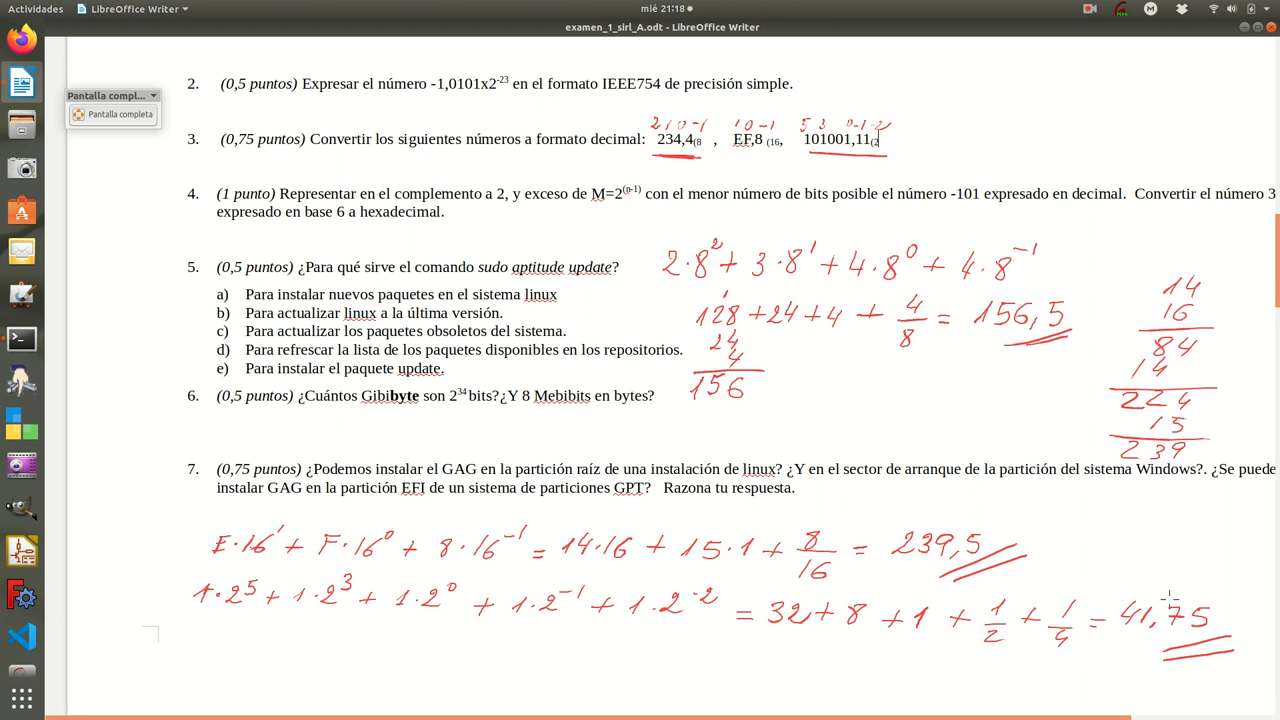 Actividades LibreOffice Writer mié 21:18
examen_1_sirl_A.odt - LibreOffice Writer
Pantalla compl...
Pantalla completa
2. (0,5 puntos) Expresar el número -1,0101x2-23 en el formato IEEE754 de precisión simple.
2 1 0 -1 1 0 -1 5 3 0 -1 -2
3. (0,75 puntos) Convertir los siguientes números a formato decimal: 234,4(8 , EF,8 (16, 101001,11(2
4. (1 punto) Representar en el complemento a 2, y exceso de M=2(n-1) con el menor número de bits posible el número -101 expresado en decimal. Convertir el número 3
expresado en base 6 a hexadecimal.
2·8² + 3·8¹ + 4·8⁰ + 4·8⁻¹
5. (0,5 puntos) ¿Para qué sirve el comando sudo aptitude update?
a) Para instalar nuevos paquetes en el sistema linux
b) Para actualizar linux a la última versión.
c) Para actualizar los paquetes obsoletos del sistema.
d) Para refrescar la lista de los paquetes disponibles en los repositorios.
e) Para instalar el paquete update.
128 + 24 + 4 + 4/8 = 156,5
24
4
156
14
16
84
14
224
15
239
6. (0,5 puntos) ¿Cuántos Gibibyte son 234 bits?¿Y 8 Mebibits en bytes?
7. (0,75 puntos) ¿Podemos instalar el GAG en la partición raíz de una instalación de linux? ¿Y en el sector de arranque de la partición del sistema Windows?. ¿Se puede
instalar GAG en la partición EFI de un sistema de particiones GPT? Razona tu respuesta.
E·16¹ + F·16⁰ + 8·16⁻¹ = 14·16 + 15·1 + 8/16 = 239,5
1·2⁵ + 1·2³ + 1·2⁰ + 1·2⁻¹ + 1·2⁻² = 32 + 8 + 1 + 1/2 + 1/4 = 41,75